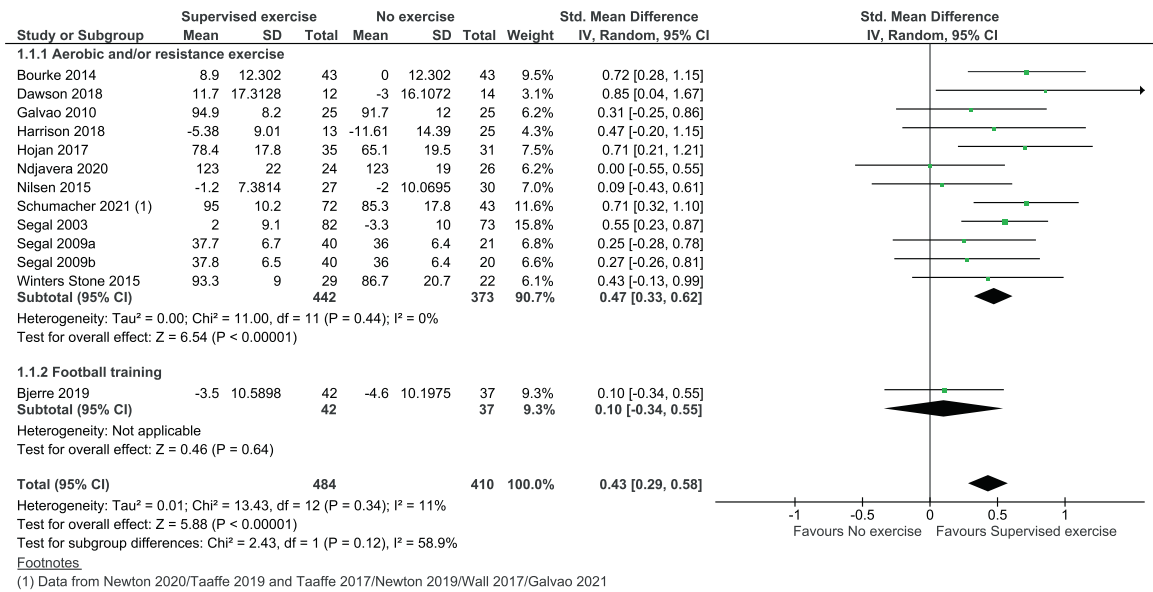 Supervised exercise No exercise Std. Mean Difference Std. Mean Difference
Study or Subgroup Mean SD Total Mean SD Total Weight IV, Random, 95% CI IV, Random, 95% CI
1.1.1 Aerobic and/or resistance exercise
Bourke 2014 8.9 12.302 43 0 12.302 43 9.5% 0.72 [0.28, 1.15]
Dawson 2018 11.7 17.3128 12 -3 16.1072 14 3.1% 0.85 [0.04, 1.67]
Galvao 2010 94.9 8.2 25 91.7 12 25 6.2% 0.31 [-0.25, 0.86]
Harrison 2018 -5.38 9.01 13 -11.61 14.39 25 4.3% 0.47 [-0.20, 1.15]
Hojan 2017 78.4 17.8 35 65.1 19.5 31 7.5% 0.71 [0.21, 1.21]
Ndjavera 2020 123 22 24 123 19 26 6.3% 0.00 [-0.55, 0.55]
Nilsen 2015 -1.2 7.3814 27 -2 10.0695 30 7.0% 0.09 [-0.43, 0.61]
Schumacher 2021 (1) 95 10.2 72 85.3 17.8 43 11.6% 0.71 [0.32, 1.10]
Segal 2003 2 9.1 82 -3.3 10 73 15.8% 0.55 [0.23, 0.87]
Segal 2009a 37.7 6.7 40 36 6.4 21 6.8% 0.25 [-0.28, 0.78]
Segal 2009b 37.8 6.5 40 36 6.4 20 6.6% 0.27 [-0.26, 0.81]
Winters Stone 2015 93.3 9 29 86.7 20.7 22 6.1% 0.43 [-0.13, 0.99]
Subtotal (95% CI) 442 373 90.7% 0.47 [0.33, 0.62]
Heterogeneity: Tau² = 0.00; Chi² = 11.00, df = 11 (P = 0.44); I² = 0%
Test for overall effect: Z = 6.54 (P < 0.00001)
1.1.2 Football training
Bjerre 2019 -3.5 10.5898 42 -4.6 10.1975 37 9.3% 0.10 [-0.34, 0.55]
Subtotal (95% CI) 42 37 9.3% 0.10 [-0.34, 0.55]
Heterogeneity: Not applicable
Test for overall effect: Z = 0.46 (P = 0.64)
Total (95% CI) 484 410 100.0% 0.43 [0.29, 0.58]
Heterogeneity: Tau² = 0.01; Chi² = 13.43, df = 12 (P = 0.34); I² = 11%
Test for overall effect: Z = 5.88 (P < 0.00001)
Test for subgroup differences: Chi² = 2.43, df = 1 (P = 0.12), I² = 58.9%
-1 -0.5 0 0.5 1
Favours No exercise Favours Supervised exercise
Footnotes
(1) Data from Newton 2020/Taaffe 2019 and Taaffe 2017/Newton 2019/Wall 2017/Galvao 2021